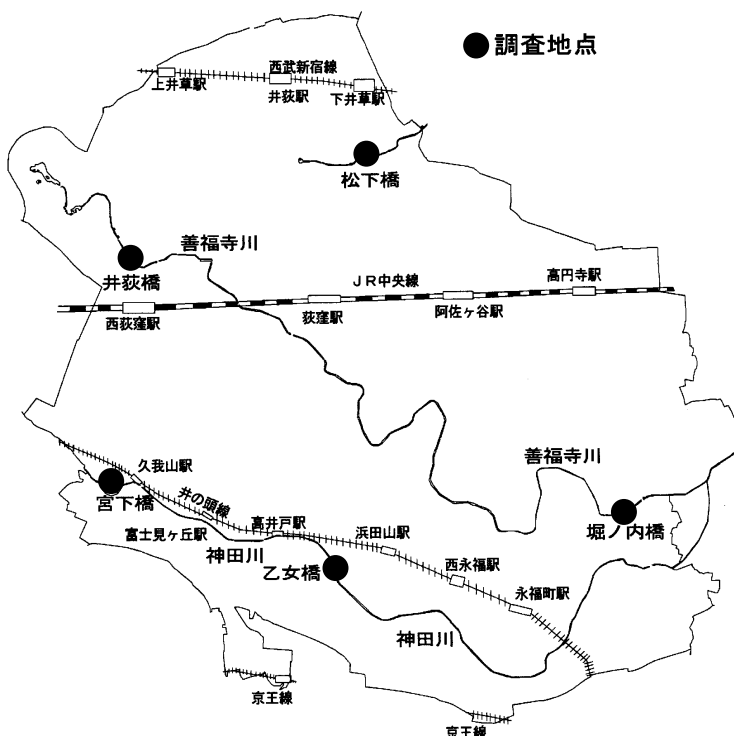 調査地点
西武新宿線
上井草駅
井荻駅
下井草駅
松下橋
善福寺川
井荻橋
JR中央線
高円寺駅
西荻窪駅
荻窪駅
阿佐ヶ谷駅
久我山駅
善福寺川
宮下橋
井の頭線
富士見ヶ丘駅
高井戸駅
浜田山駅
堀ノ内橋
神田川
乙女橋
西永福駅
永福町駅
神田川
京王線
京王線